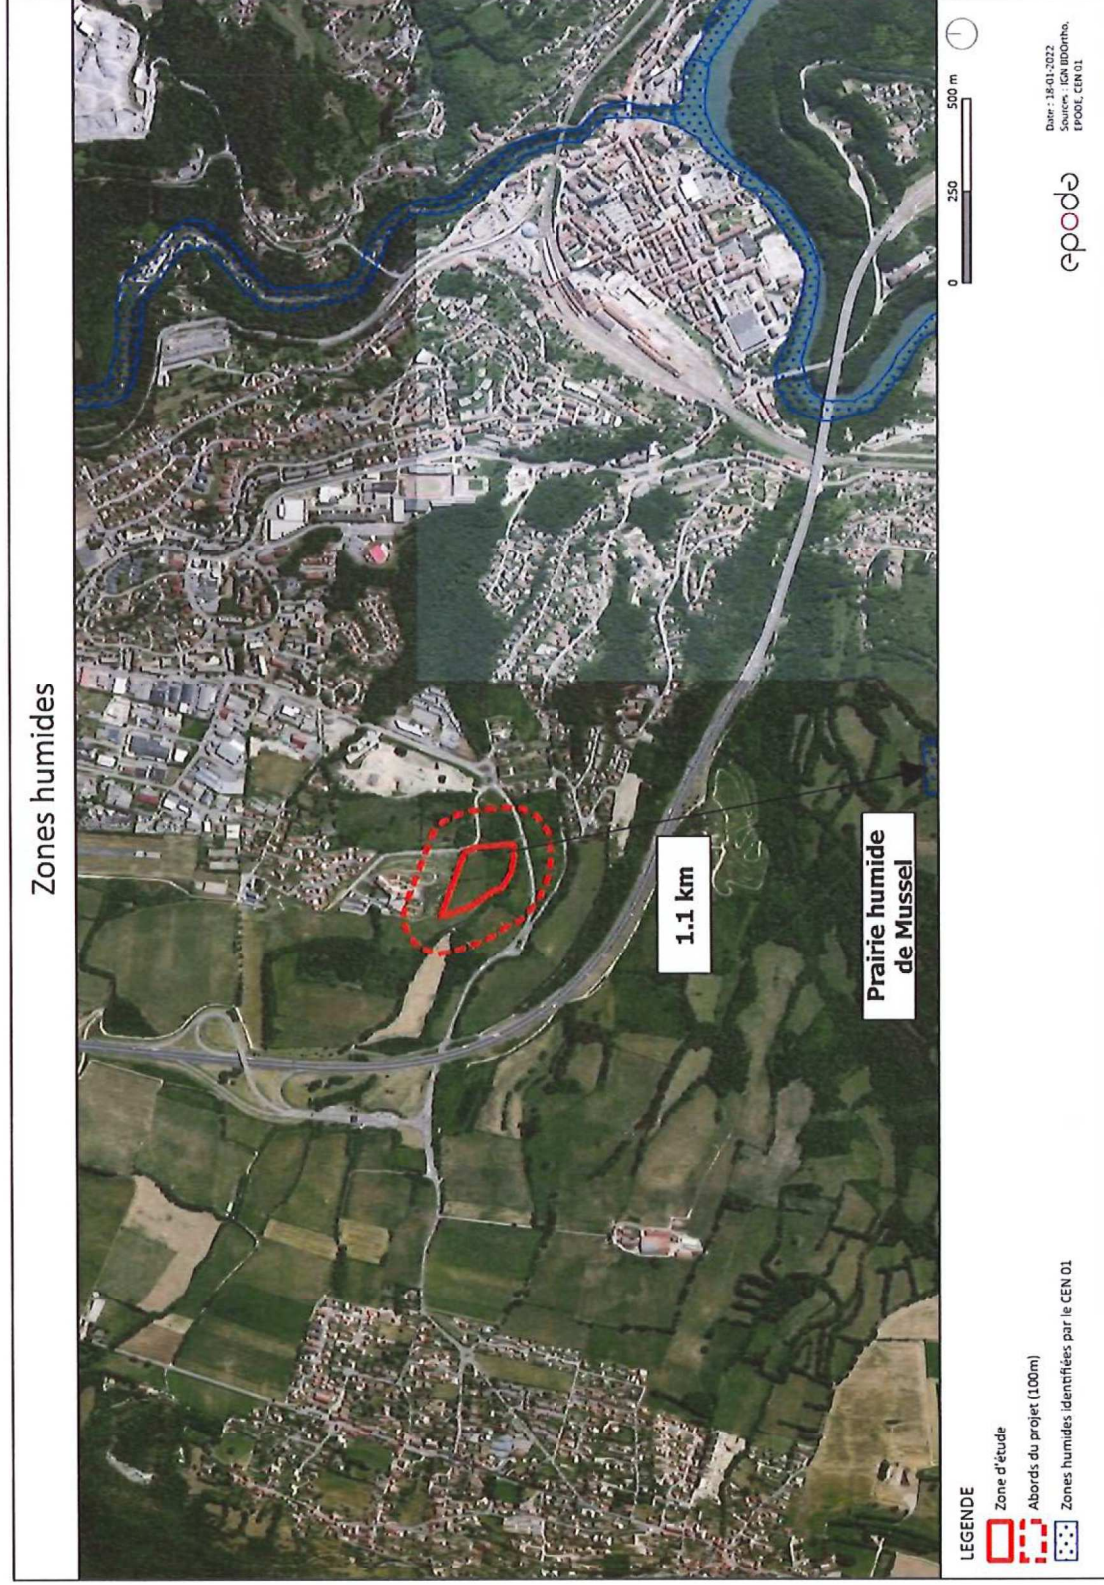 Zones humides
1.1 km
Prairie humide
de Mussel
LEGENDE
Zone d'étude
Abords du projet (100m)
Zones humides identifiées par le CEN 01
0 250 500 m
epode
Date : 18-01-2022
Sources : IGN BDOrtho,
EPODE, CEN 01